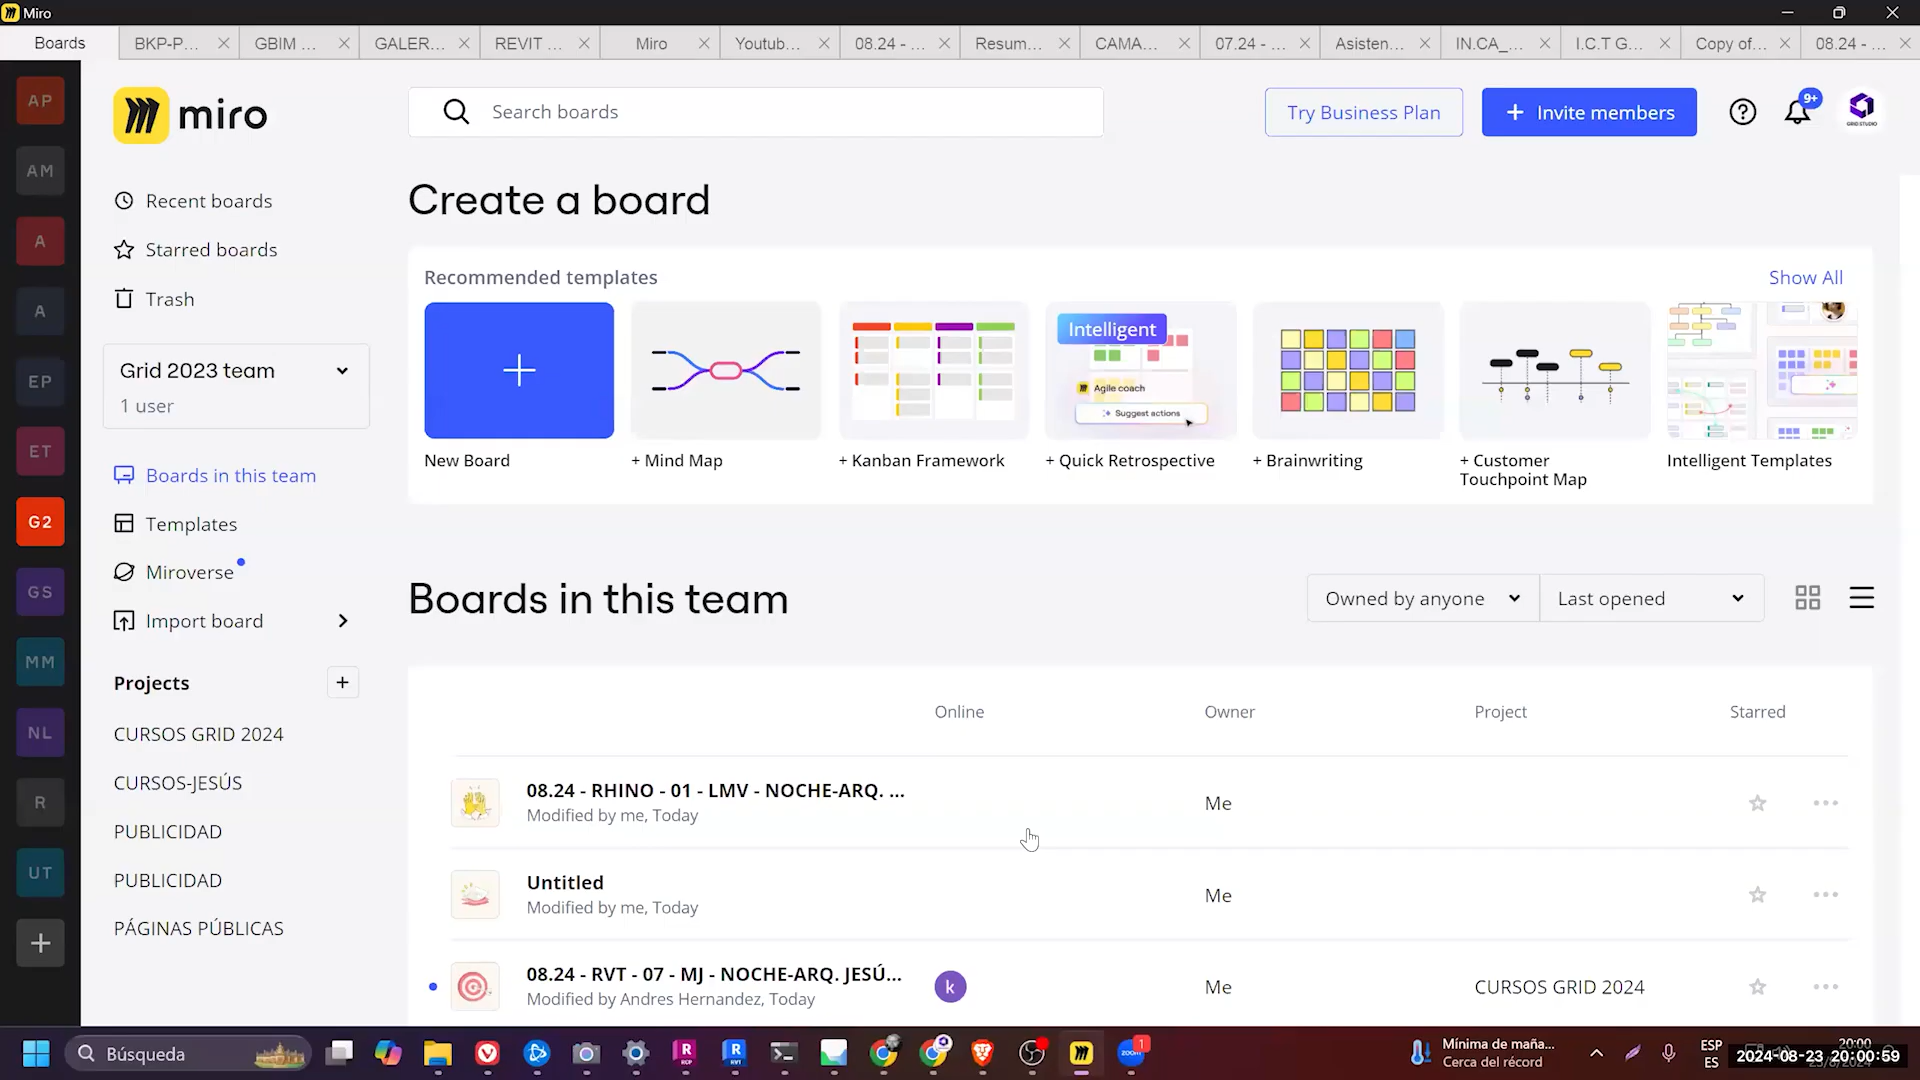 Miro
Boards
BKP-P...
GBIM ...
GALER...
REVIT ...
Miro
Youtub...
08.24 - ...
Resum...
CAMA...
07.24 - ...
Asisten...
IN.CA_...
I.C.T G...
Copy of...
08.24 - ...
AP
AM
A
A
EP
ET
G2
GS
MM
NL
R
UT
miro
Search boards
Try Business Plan
Invite members
9+
GRID STUDIO
Recent boards
Starred boards
Trash
Grid 2023 team
1 user
Boards in this team
Templates
Miroverse
Import board
Projects
CURSOS GRID 2024
CURSOS-JESÚS
PUBLICIDAD
PUBLICIDAD
PÁGINAS PÚBLICAS
Create a board
Recommended templates
Show All
Intelligent
Agile coach
Suggest actions
New Board
+ Mind Map
+ Kanban Framework
+ Quick Retrospective
+ Brainwriting
+ Customer
Touchpoint Map
Intelligent Templates
Boards in this team
Owned by anyone
Last opened
Online
Owner
Project
Starred
08.24 - RHINO - 01 - LMV - NOCHE-ARQ. ...
Modified by me, Today
Me
Untitled
Modified by me, Today
Me
08.24 - RVT - 07 - MJ - NOCHE-ARQ. JESÚ...
Modified by Andres Hernandez, Today
k
Me
CURSOS GRID 2024
Búsqueda
zoom
1
Mínima de maña...
Cerca del récord
ESP
ES
20:00
2024-08-23 20:00:59